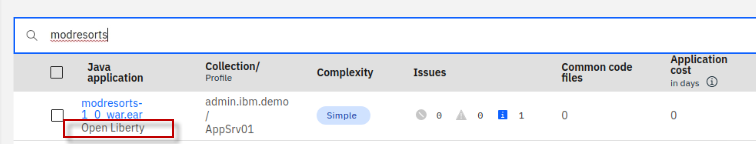 modresorts
Java application
Collection/ Profile
Complexity
Issues
Common code files
Application cost in days
modresorts-
1_0_war.ear
Open Liberty
admin.ibm.demo
/
AppSrv01
Simple
0 0 1
0
0